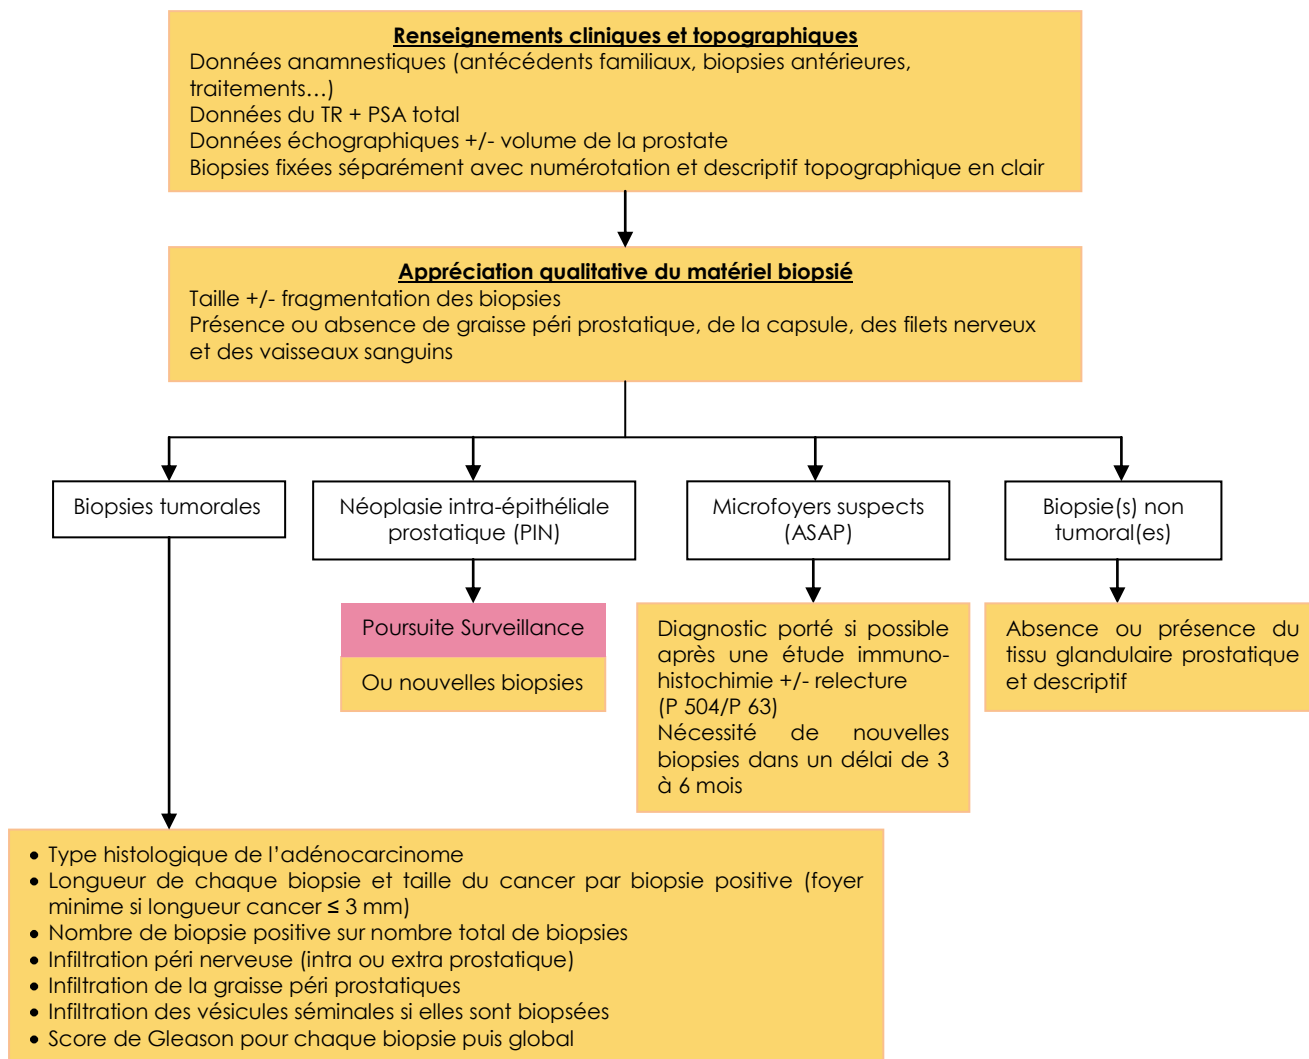 Renseignements cliniques et topographiques
Données anamnestiques (antécédents familiaux, biopsies antérieures,
traitements…)
Données du TR + PSA total
Données échographiques +/- volume de la prostate
Biopsies fixées séparément avec numérotation et descriptif topographique en clair
Appréciation qualitative du matériel biopsié
Taille +/- fragmentation des biopsies
Présence ou absence de graisse péri prostatique, de la capsule, des filets nerveux
et des vaisseaux sanguins
Biopsies tumorales
Néoplasie intra-épithéliale
prostatique (PIN)
Microfoyers suspects
(ASAP)
Biopsie(s) non
tumoral(es)
Poursuite Surveillance
Ou nouvelles biopsies
Diagnostic porté si possible
après une étude immuno-
histochimie +/- relecture
(P 504/P 63)
Nécessité de nouvelles
biopsies dans un délai de 3
à 6 mois
Absence ou présence du
tissu glandulaire prostatique
et descriptif
• Type histologique de l'adénocarcinome
• Longueur de chaque biopsie et taille du cancer par biopsie positive (foyer
minime si longueur cancer ≤ 3 mm)
• Nombre de biopsie positive sur nombre total de biopsies
• Infiltration péri nerveuse (intra ou extra prostatique)
• Infiltration de la graisse péri prostatiques
• Infiltration des vésicules séminales si elles sont biopsées
• Score de Gleason pour chaque biopsie puis global